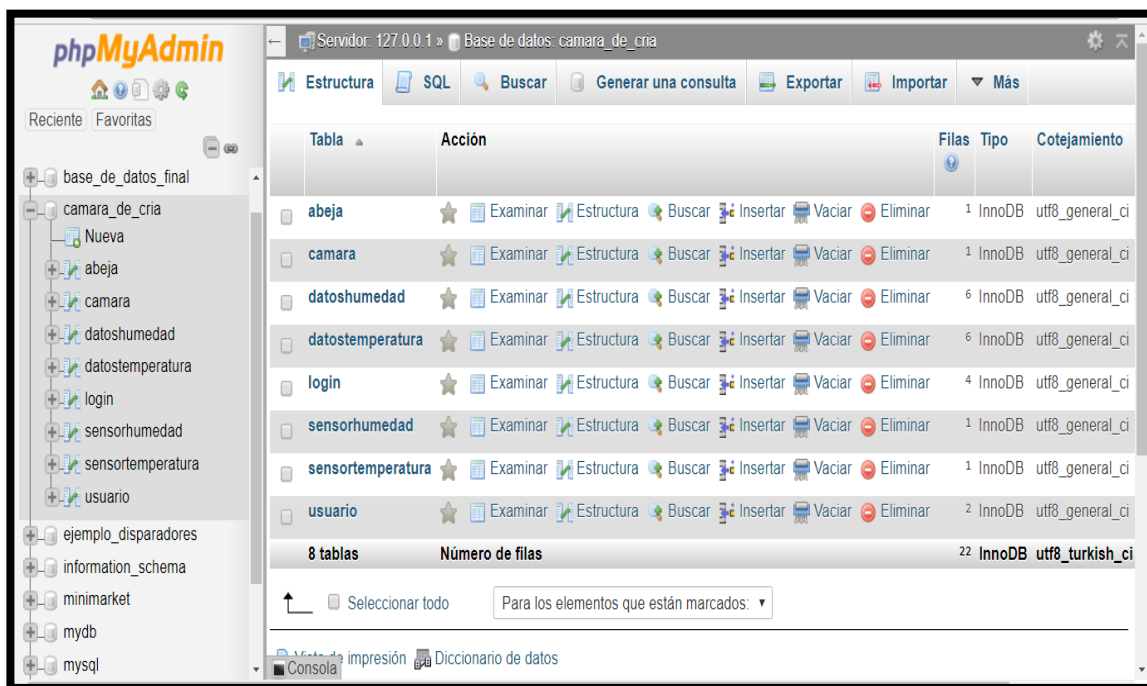 phpMyAdmin
Reciente Favoritas
base_de_datos_final
camara_de_cria
Nueva
abeja
camara
datoshumedad
datostemperatura
login
sensorhumedad
sensortemperatura
usuario
ejemplo_disparadores
information_schema
minimarket
mydb
mysql
Servidor: 127.0.0.1 » Base de datos: camara_de_cria
Estructura SQL Buscar Generar una consulta Exportar Importar Más
Tabla Acción Filas Tipo Cotejamiento
abeja Examinar Estructura Buscar Insertar Vaciar Eliminar 1 InnoDB utf8_general_ci
camara Examinar Estructura Buscar Insertar Vaciar Eliminar 1 InnoDB utf8_general_ci
datoshumedad Examinar Estructura Buscar Insertar Vaciar Eliminar 6 InnoDB utf8_general_ci
datostemperatura Examinar Estructura Buscar Insertar Vaciar Eliminar 6 InnoDB utf8_general_ci
login Examinar Estructura Buscar Insertar Vaciar Eliminar 4 InnoDB utf8_general_ci
sensorhumedad Examinar Estructura Buscar Insertar Vaciar Eliminar 1 InnoDB utf8_general_ci
sensortemperatura Examinar Estructura Buscar Insertar Vaciar Eliminar 1 InnoDB utf8_general_ci
usuario Examinar Estructura Buscar Insertar Vaciar Eliminar 2 InnoDB utf8_general_ci
8 tablas Número de filas 22 InnoDB utf8_turkish_ci
Seleccionar todo Para los elementos que están marcados:
Vista de impresión Diccionario de datos
Consola